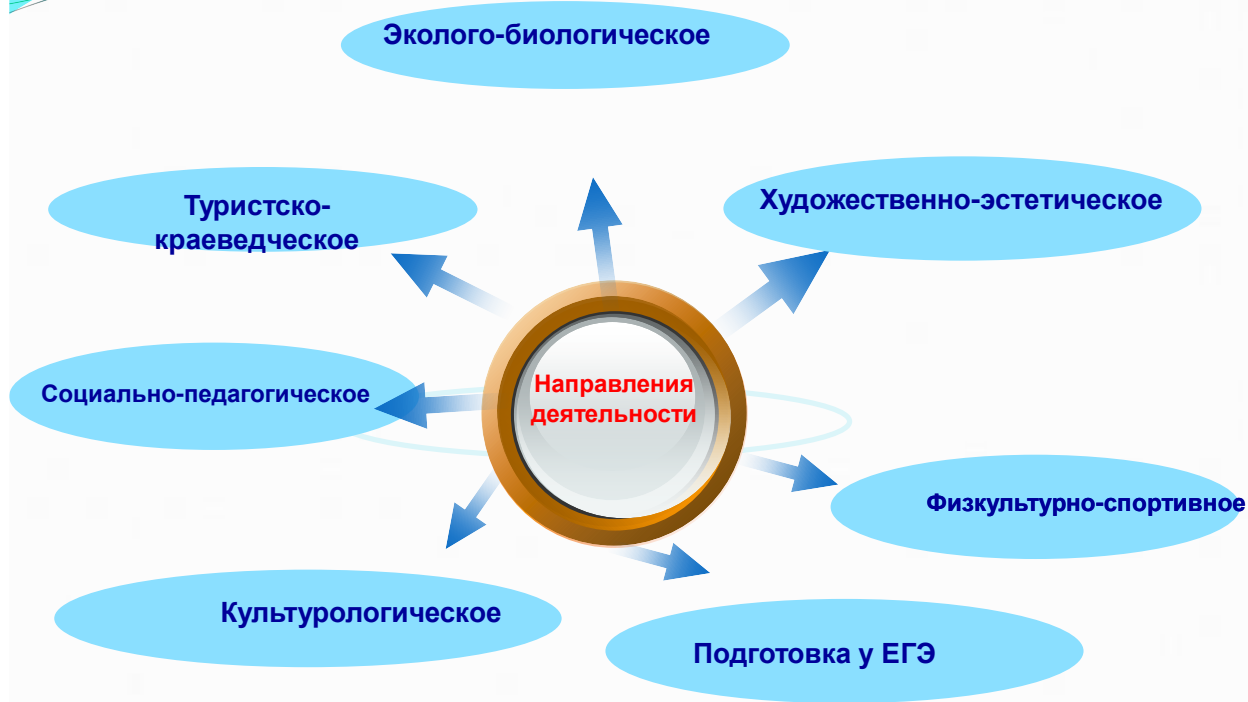 Эколого-биологическое
Туристско-
краеведческое
Художественно-эстетическое
Социально-педагогическое
Направления
деятельности
Физкультурно-спортивное
Культурологическое
Подготовка у ЕГЭ